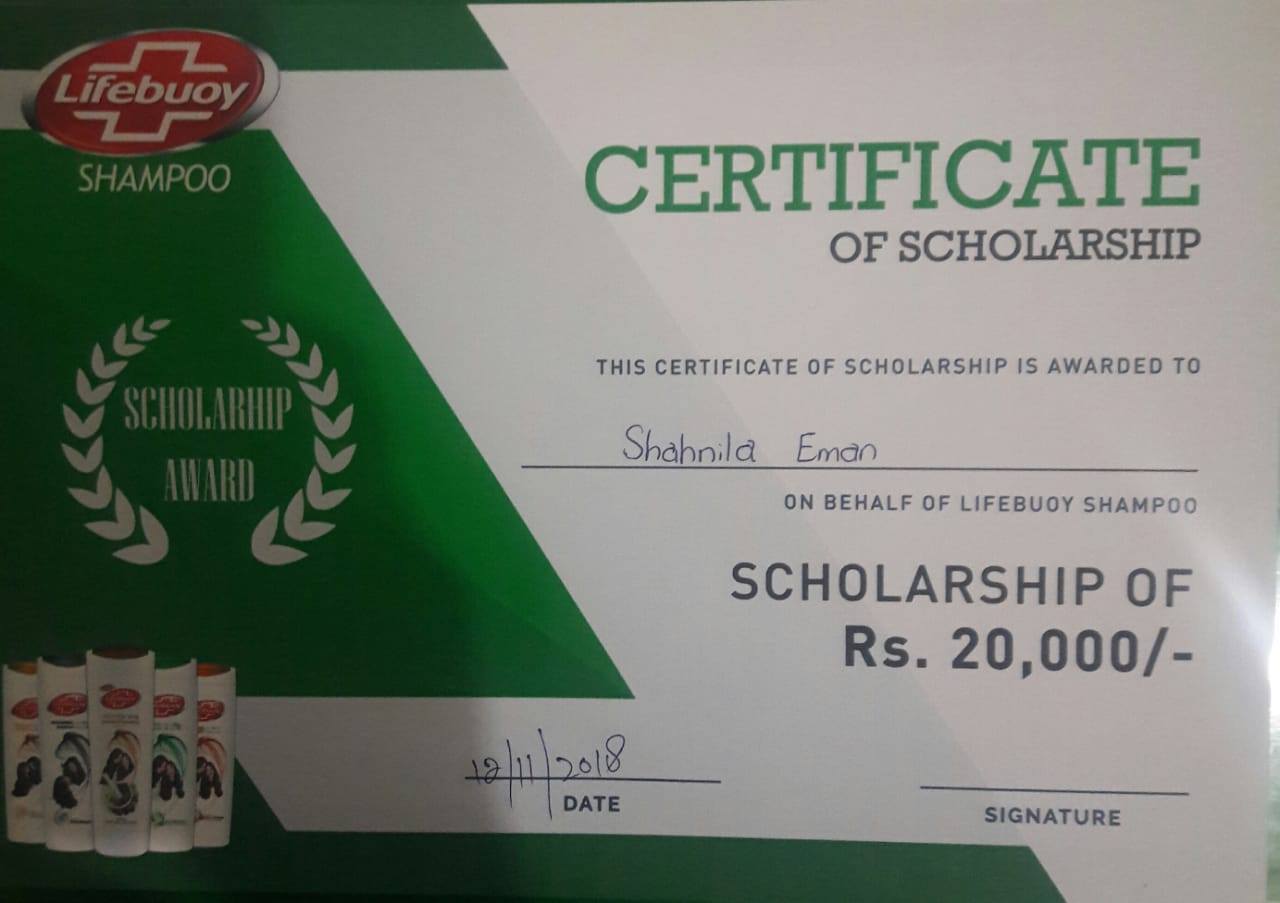 Lifebuoy
SHAMPOO
CERTIFICATE
OF SCHOLARSHIP
THIS CERTIFICATE OF SCHOLARSHIP IS AWARDED TO
SCHOLARHIP
AWARD
Shahnila Eman
ON BEHALF OF LIFEBUOY SHAMPOO
SCHOLARSHIP OF
Rs. 20,000/-
12/11/2018
DATE
SIGNATURE
Lifebuoy